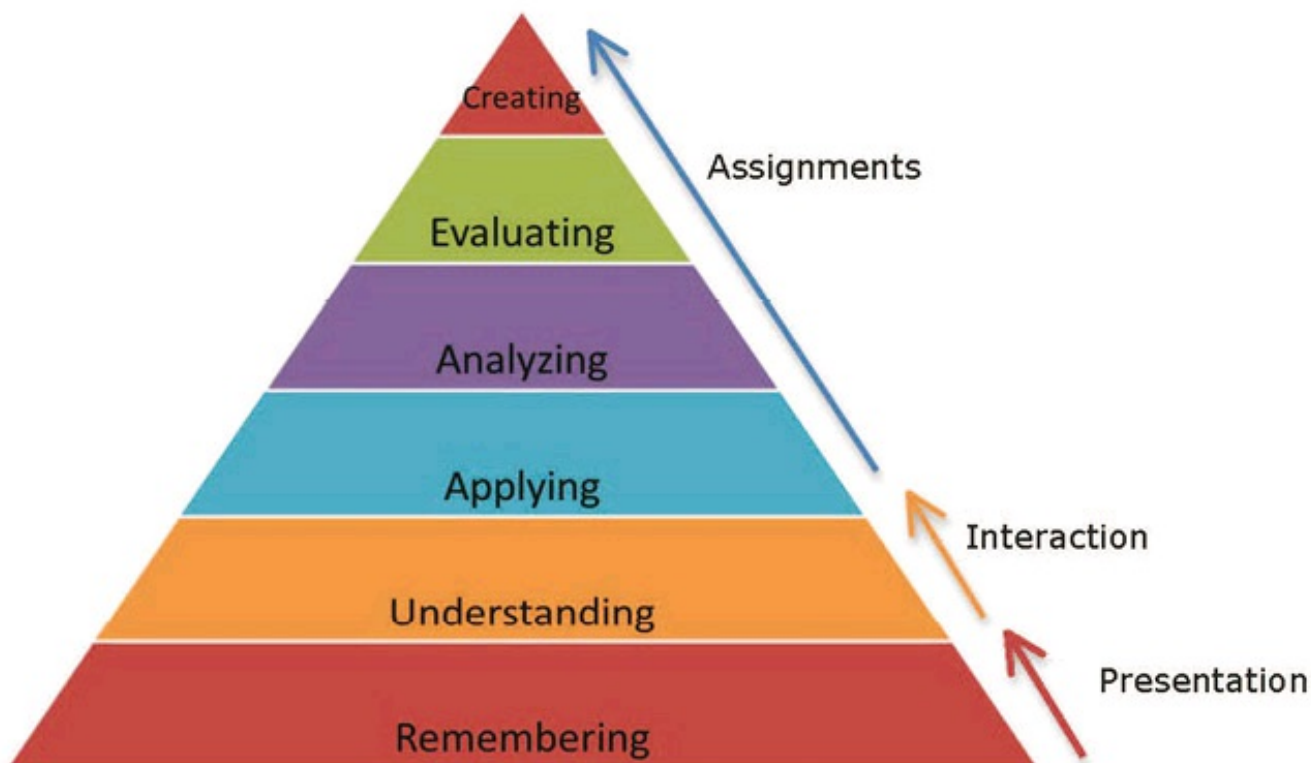 Creating
Assignments
Evaluating
Analyzing
Applying
Interaction
Understanding
Presentation
Remembering